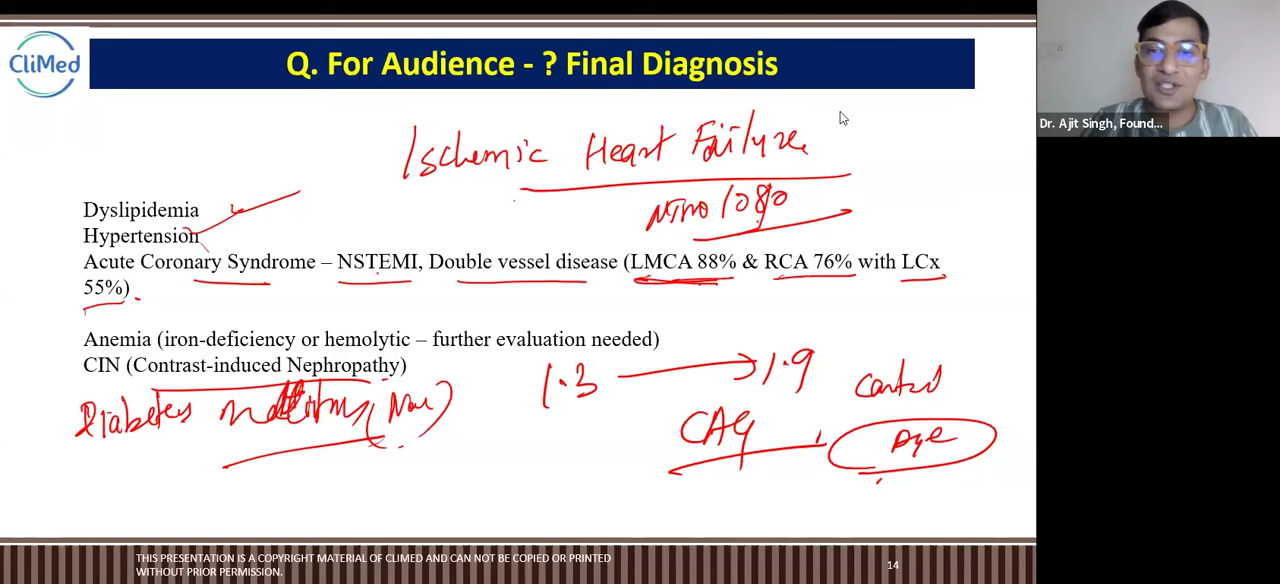 CliMed
Q. For Audience - ? Final Diagnosis
Dr. Ajit Singh, Found...
Ischemic Heart Failure
Dyslipidemia
Hypertension
Acute Coronary Syndrome – NSTEMI, Double vessel disease (LMCA 88% & RCA 76% with LCx
55%)
Anemia (iron-deficiency or hemolytic – further evaluation needed)
CIN (Contrast-induced Nephropathy)
1.3 1.9
Diabetes
CAG
Dye
THIS PRESENTATION IS A COPYRIGHT MATERIAL OF CLIMED AND CAN NOT BE COPIED OR PRINTED
WITHOUT PRIOR PERMISSION.
14